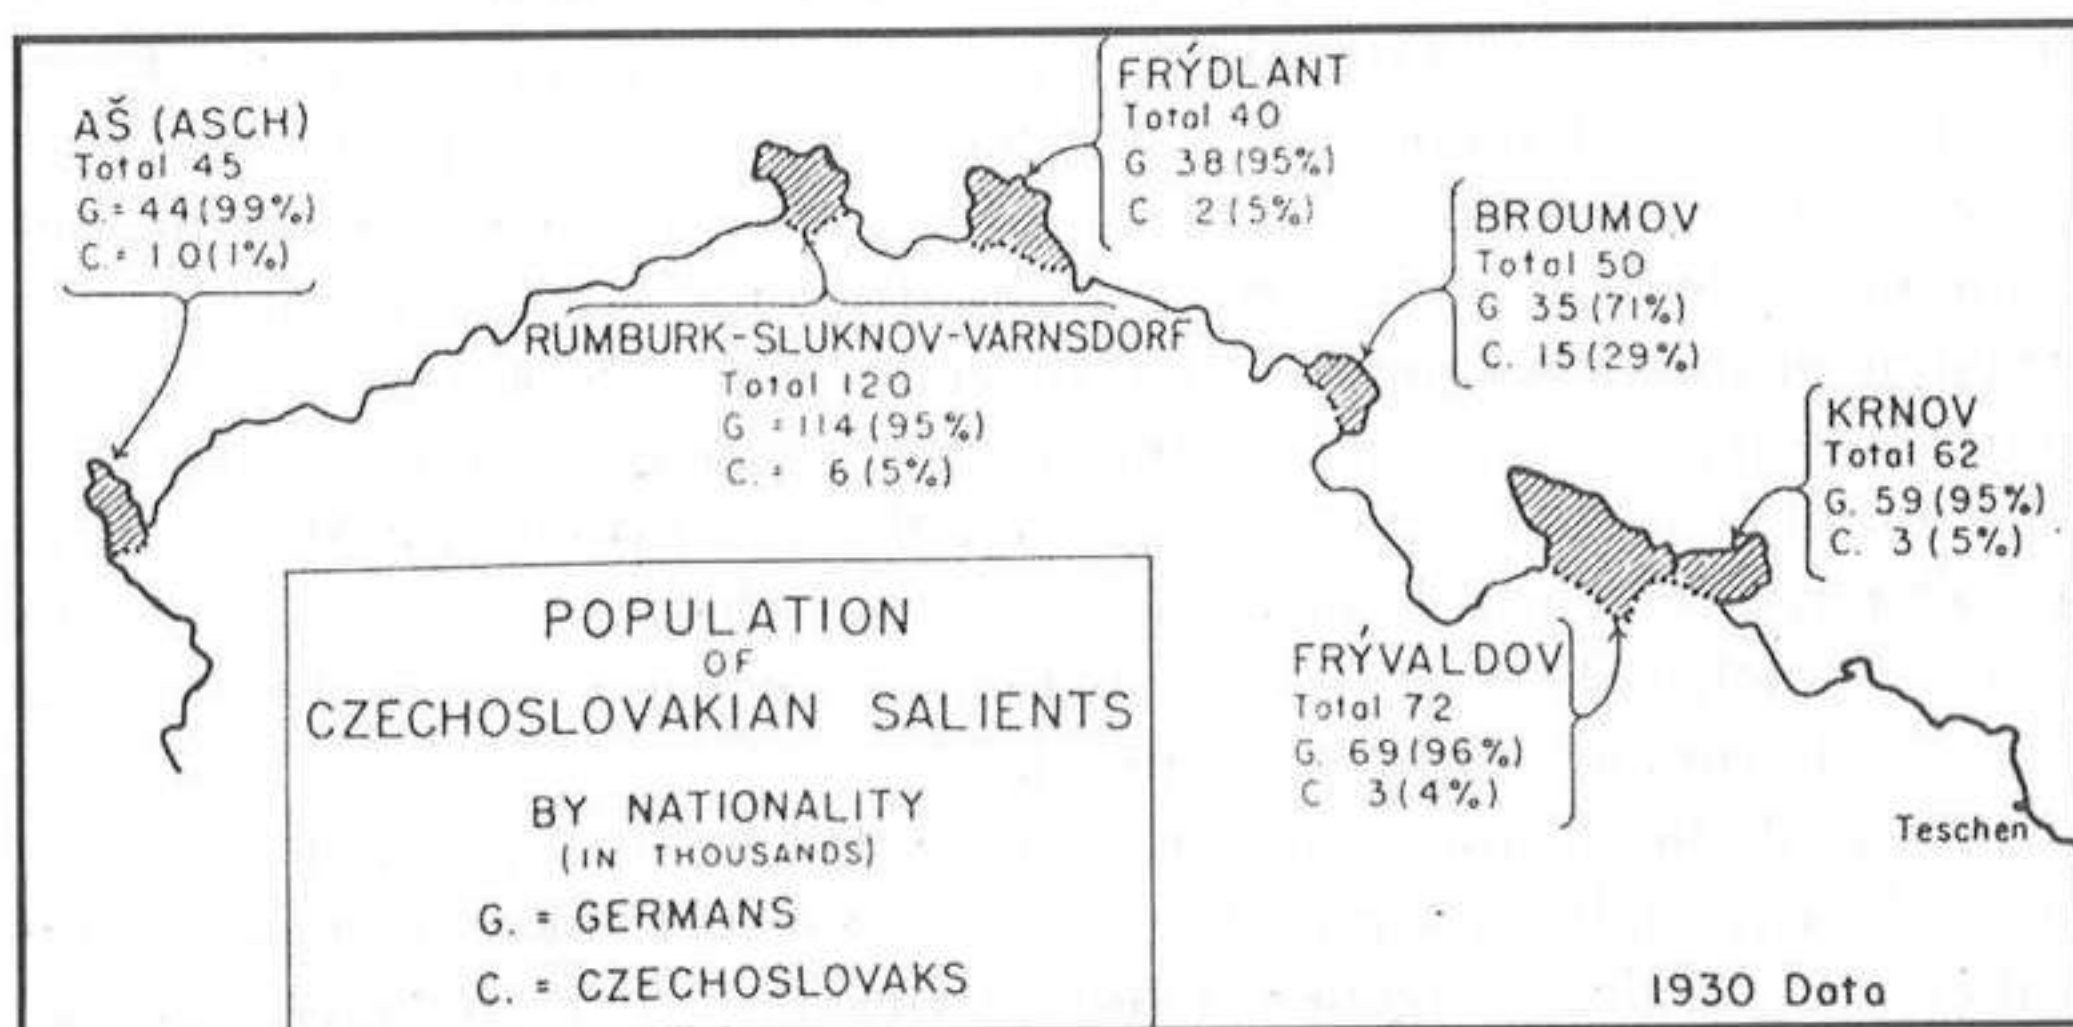 AŠ (ASCH)
Total 45
G. = 44 (99%)
C. = 10 (1%)
FRÝDLANT
Total 40
G 38 (95%)
C 2 (5%)
BROUMOV
Total 50
G 35 (71%)
C. 15 (29%)
RUMBURK-SLUKNOV-VARNSDORF
Total 120
G = 114 (95%)
C. = 6 (5%)
KRNOV
Total 62
G. 59 (95%)
C. 3 (5%)
FRÝVALDOV
Total 72
G. 69 (96%)
C 3 (4%)
Teschen
POPULATION
OF
CZECHOSLOVAKIAN SALIENTS
BY NATIONALITY
(IN THOUSANDS)
G. = GERMANS
C. = CZECHOSLOVAKS
1930 Data